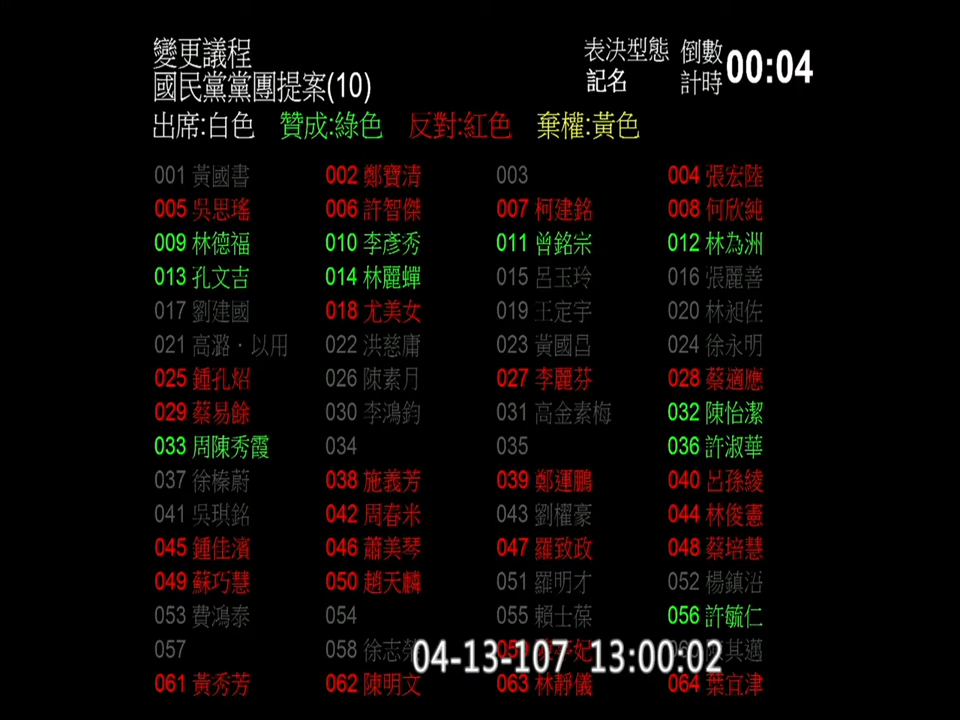 變更議程
國民黨黨團提案(10)
表決型態 記名
倒數計時 00:04
出席:白色 贊成:綠色 反對:紅色 棄權:黃色
001 黃國書 002 鄭寶清 003 004 張宏陸
005 吳思瑤 006 許智傑 007 柯建銘 008 何欣純
009 林德福 010 李彥秀 011 曾銘宗 012 林為洲
013 孔文吉 014 林麗蟬 015 呂玉玲 016 張麗善
017 劉建國 018 尤美女 019 王定宇 020 林昶佐
021 高潞·以用 022 洪慈庸 023 黃國昌 024 徐永明
025 鍾孔炤 026 陳素月 027 李麗芬 028 蔡適應
029 蔡易餘 030 李鴻鈞 031 高金素梅 032 陳怡潔
033 周陳秀霞 034 035 036 許淑華
037 徐榛蔚 038 施義芳 039 鄭運鵬 040 呂孫綾
041 吳琪銘 042 周春米 043 劉櫂豪 044 林俊憲
045 鍾佳濱 046 蕭美琴 047 羅致政 048 蔡培慧
049 蘇巧慧 050 趙天麟 051 羅明才 052 楊鎮浯
053 費鴻泰 054 055 賴士葆 056 許毓仁
057 058 徐志榮 059 其邁
061 黃秀芳 062 陳明文 063 林靜儀 064 葉宜津
04-13-107 13:00:02